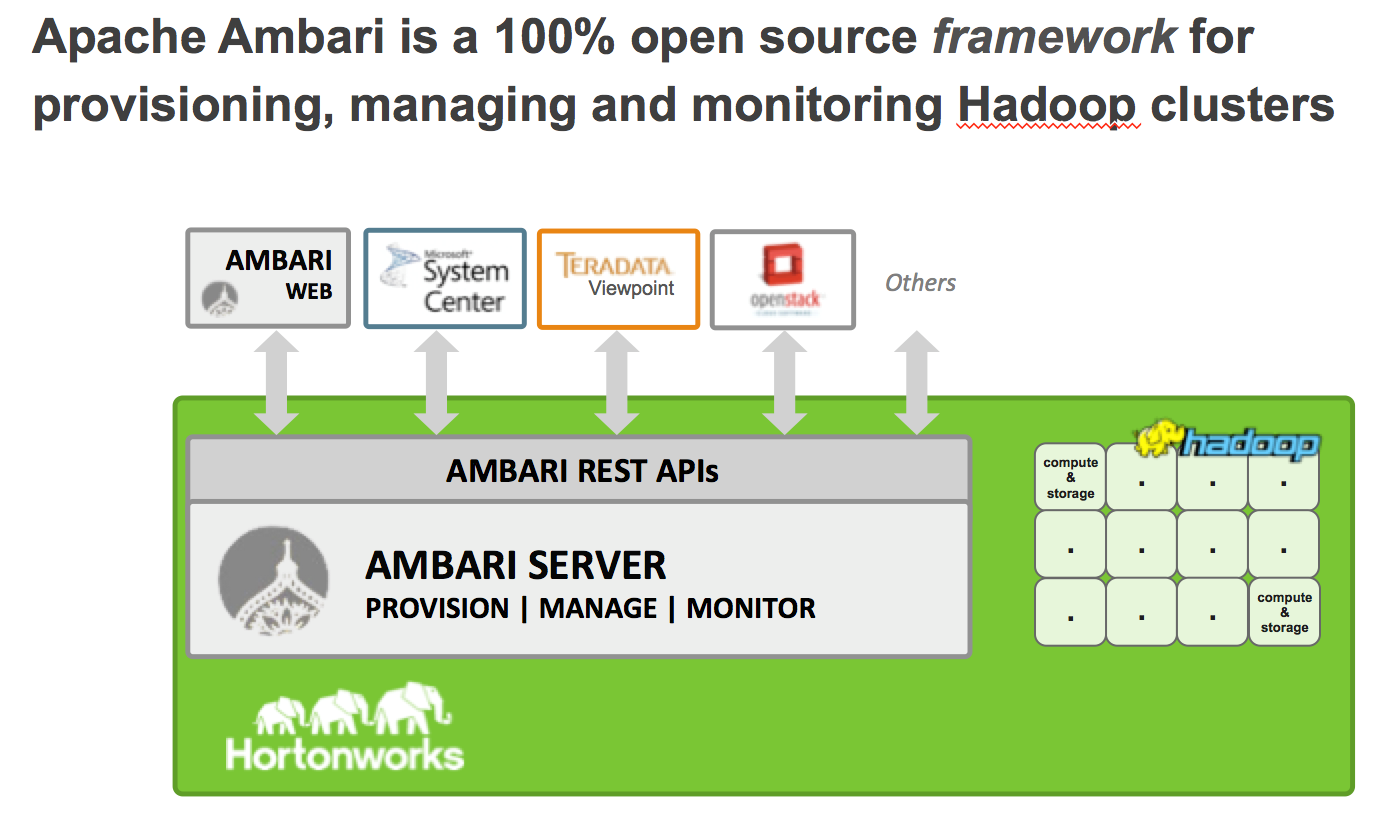 Apache Ambari is a 100% open source framework for
provisioning, managing and monitoring Hadoop clusters
AMBARI
WEB
Microsoft
System
Center
TERADATA
Viewpoint
openstack
Others
AMBARI REST APIs
AMBARI SERVER
PROVISION | MANAGE | MONITOR
hadoop
compute
&
storage
compute
&
storage
Hortonworks